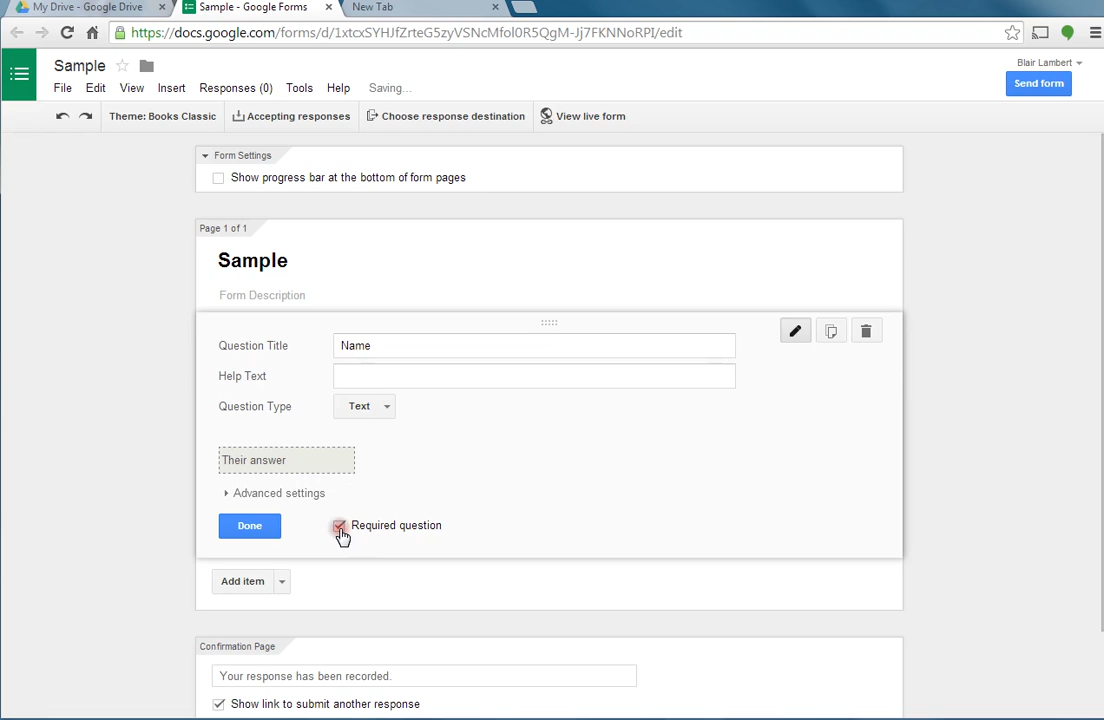 My Drive - Google Drive
Sample - Google Forms
New Tab
https://docs.google.com/forms/d/1xtcxSYHJfZrteG5zyVSNcMfol0R5QgM-Jj7FKNNoRPI/edit
Sample
Blair Lambert
File Edit View Insert Responses (0) Tools Help Saving...
Send form
Theme: Books Classic Accepting responses Choose response destination View live form
Form Settings
Show progress bar at the bottom of form pages
Page 1 of 1
Sample
Form Description
Question Title Name
Help Text
Question Type Text
Their answer
Advanced settings
Done Required question
Add item
Confirmation Page
Your response has been recorded.
Show link to submit another response